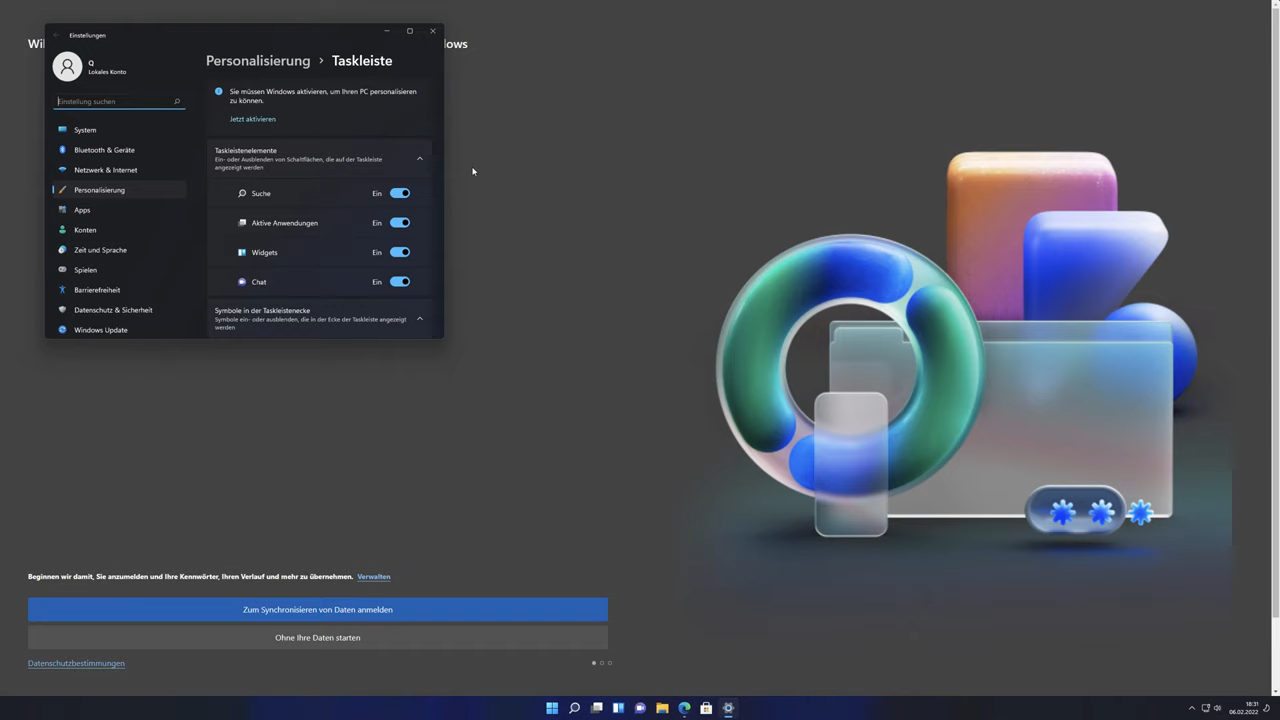 Einstellungen
Wil
lows
Q
Lokales Konto
Einstellung suchen
System
Bluetooth & Geräte
Netzwerk & Internet
Personalisierung
Apps
Konten
Zeit und Sprache
Spielen
Barrierefreiheit
Datenschutz & Sicherheit
Windows Update
Personalisierung > Taskleiste
Sie müssen Windows aktivieren, um Ihren PC personalisieren
zu können.
Jetzt aktivieren
Taskleistenelemente
Ein- oder Ausblenden von Schaltflächen, die auf der Taskleiste
angezeigt werden
Suche Ein
Aktive Anwendungen Ein
Widgets Ein
Chat Ein
Symbole in der Taskleistenecke
Symbole ein- oder ausblenden, die in der Ecke der Taskleiste angezeigt
werden
Beginnen wir damit, Sie anzumelden und Ihre Kennwörter, Ihren Verlauf und mehr zu übernehmen. Verwalten
Zum Synchronisieren von Daten anmelden
Ohne Ihre Daten starten
Datenschutzbestimmungen
18:31
06.02.2022